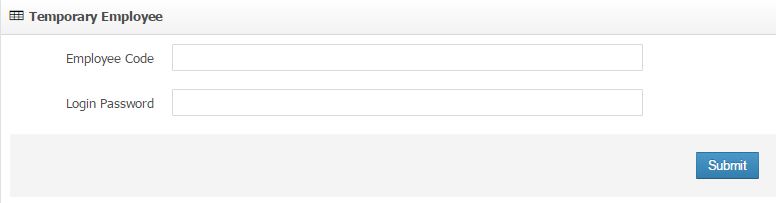 Temporary Employee
Employee Code
Login Password
Submit